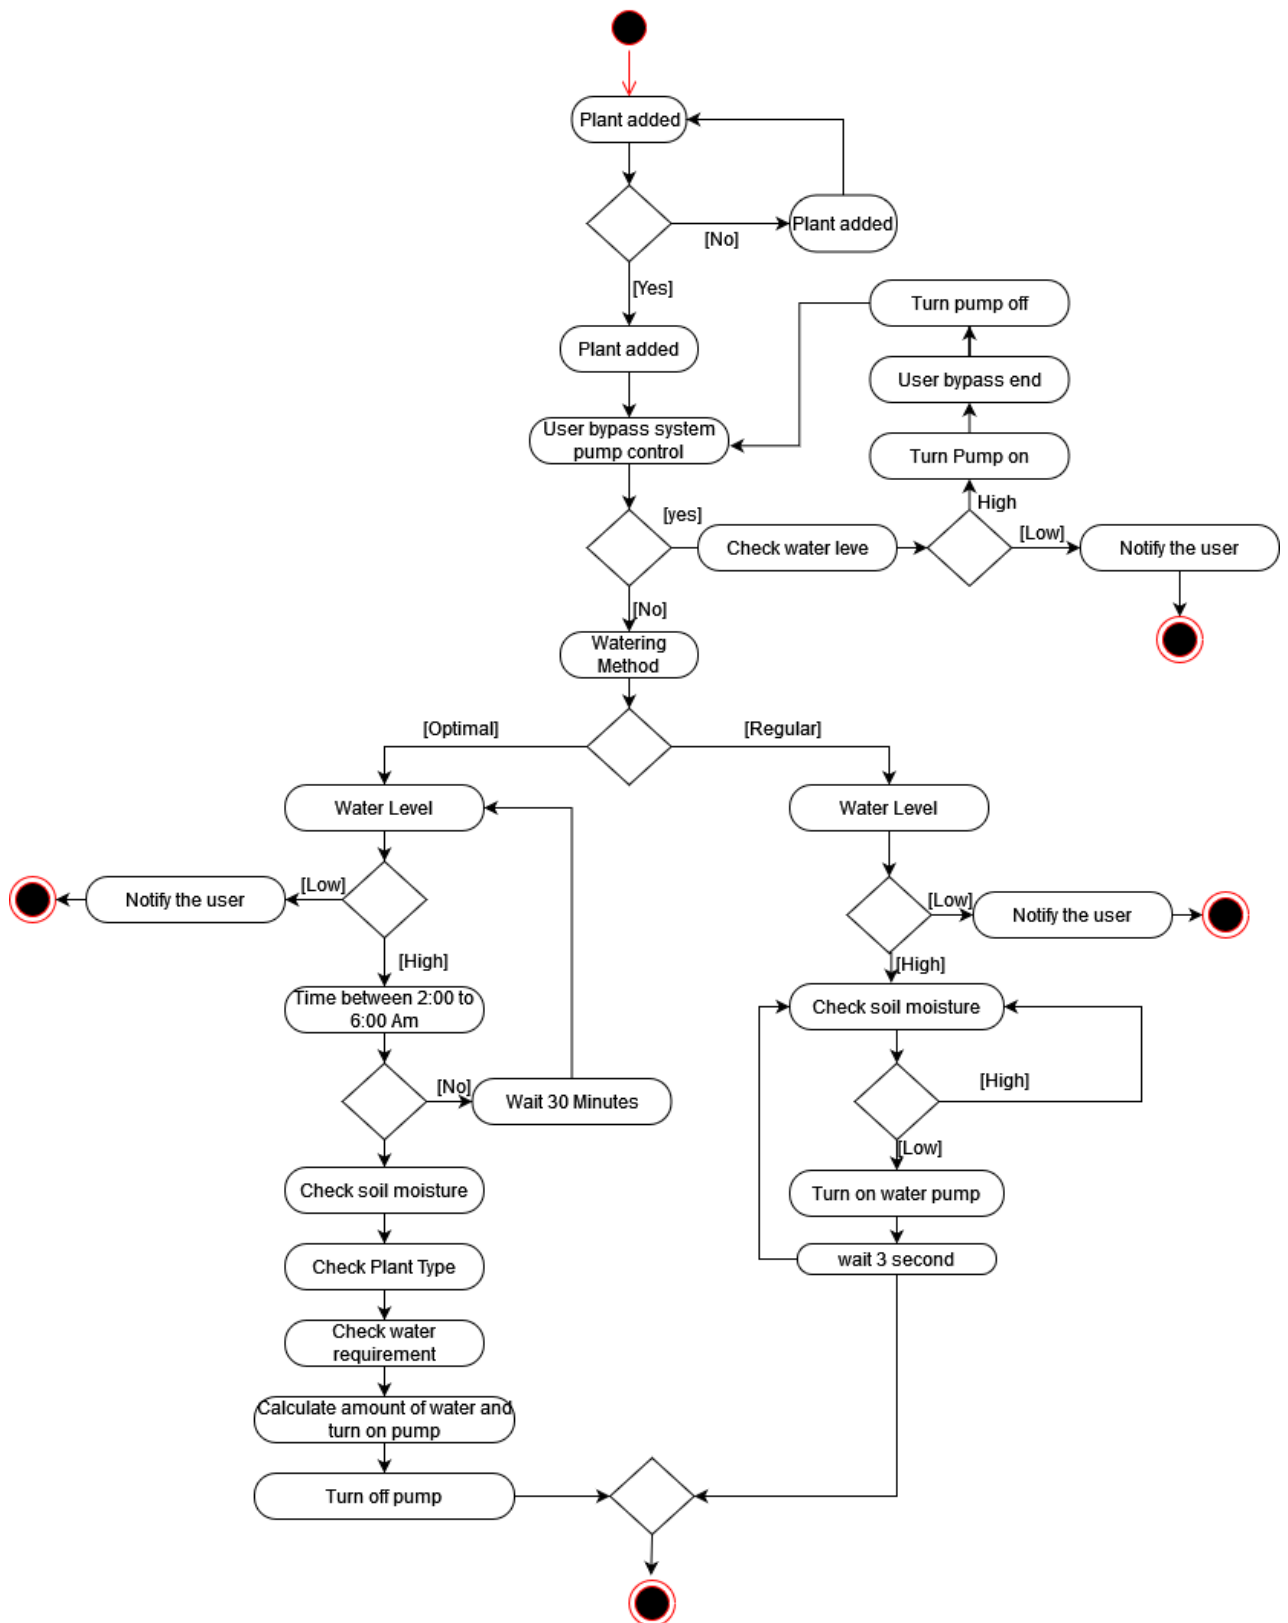 Plant added
[No]
Plant added
[Yes]
Turn pump off
Plant added
User bypass end
User bypass system
pump control
Turn Pump on
High
[yes]
[Low]
Check water leve
Notify the user
[No]
Watering
Method
[Optimal]
[Regular]
Water Level
Water Level
[Low]
Notify the user
[Low]
Notify the user
[High]
[High]
Time between 2:00 to
6:00 Am
Check soil moisture
[No]
Wait 30 Minutes
[High]
[Low]
Check soil moisture
Turn on water pump
Check Plant Type
wait 3 second
Check water
requirement
Calculate amount of water and
turn on pump
Turn off pump